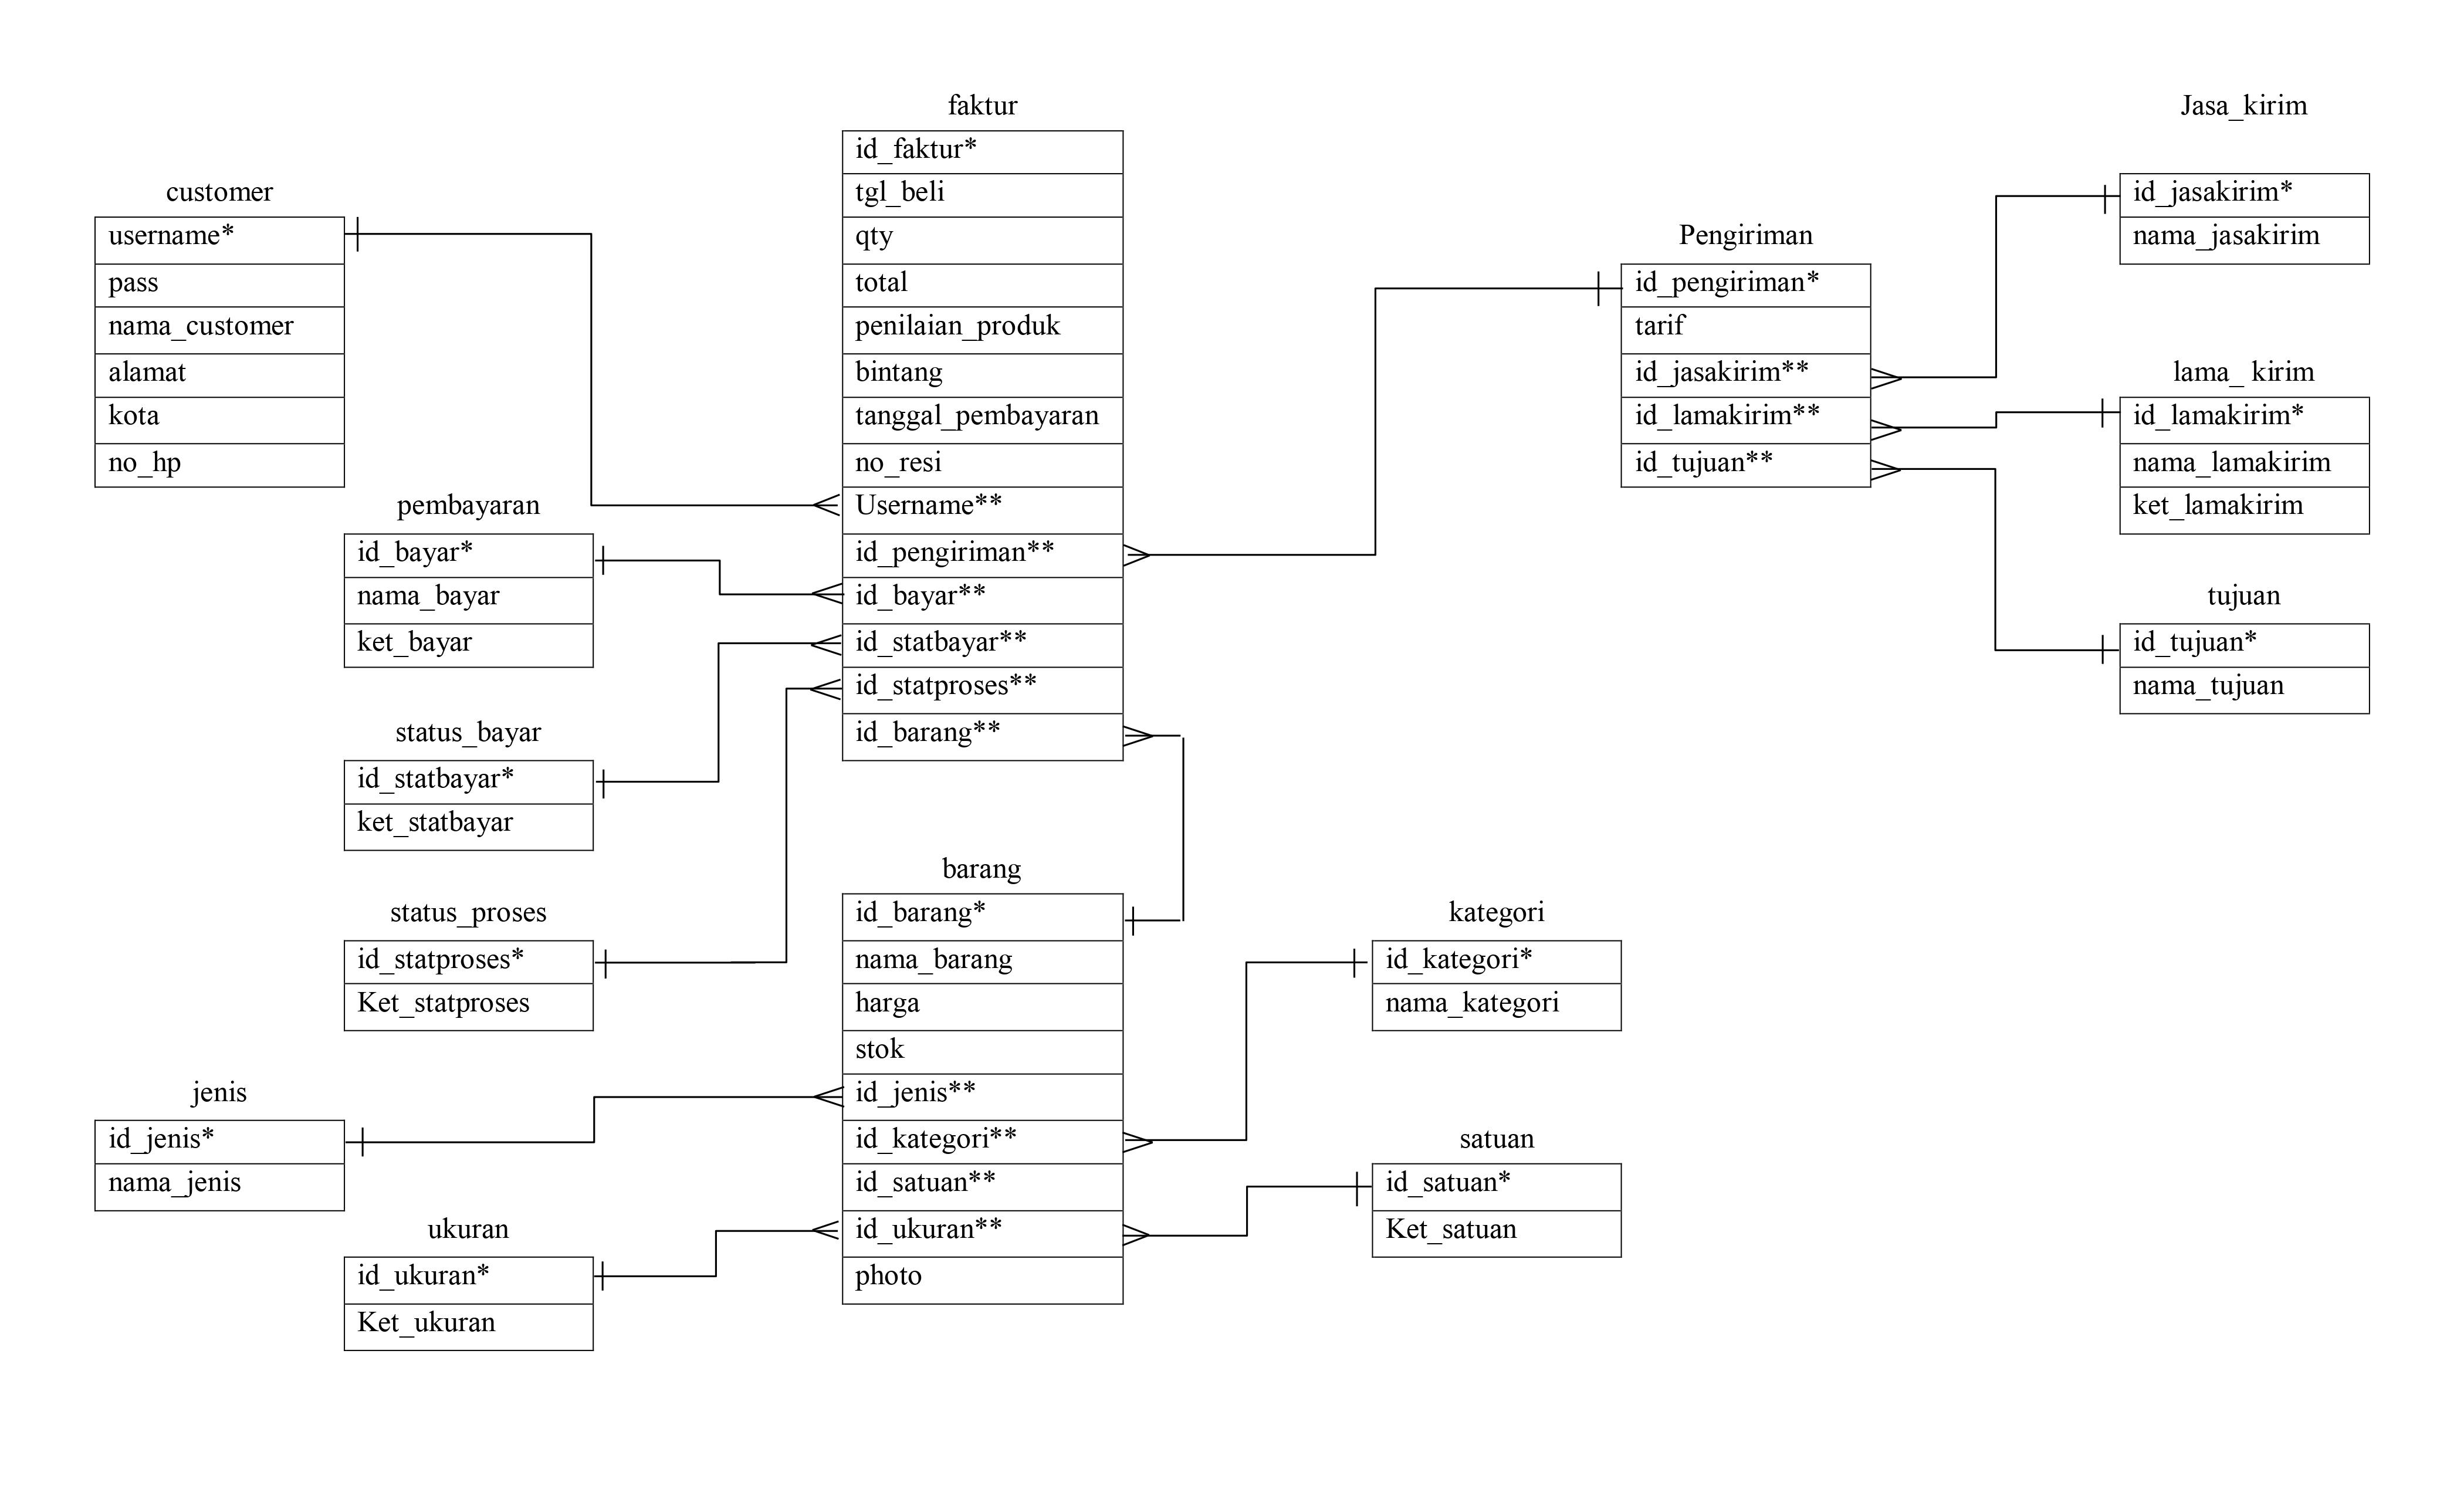 customer
username*
pass
nama_customer
alamat
kota
no_hp
pembayaran
id_bayar*
nama_bayar
ket_bayar
status_bayar
id_statbayar*
ket_statbayar
status_proses
id_statproses*
Ket_statproses
jenis
id_jenis*
nama_jenis
ukuran
id_ukuran*
Ket_ukuran
faktur
id_faktur*
tgl_beli
qty
total
penilaian_produk
bintang
tanggal_pembayaran
no_resi
Username**
id_pengiriman**
id_bayar**
id_statbayar**
id_statproses**
id_barang**
barang
id_barang*
nama_barang
harga
stok
id_jenis**
id_kategori**
id_satuan**
id_ukuran**
photo
Pengiriman
id_pengiriman*
tarif
id_jasakirim**
id_lamakirim**
id_tujuan**
kategori
id_kategori*
nama_kategori
satuan
id_satuan*
Ket_satuan
Jasa_kirim
id_jasakirim*
nama_jasakirim
lama_ kirim
id_lamakirim*
nama_lamakirim
ket_lamakirim
tujuan
id_tujuan*
nama_tujuan